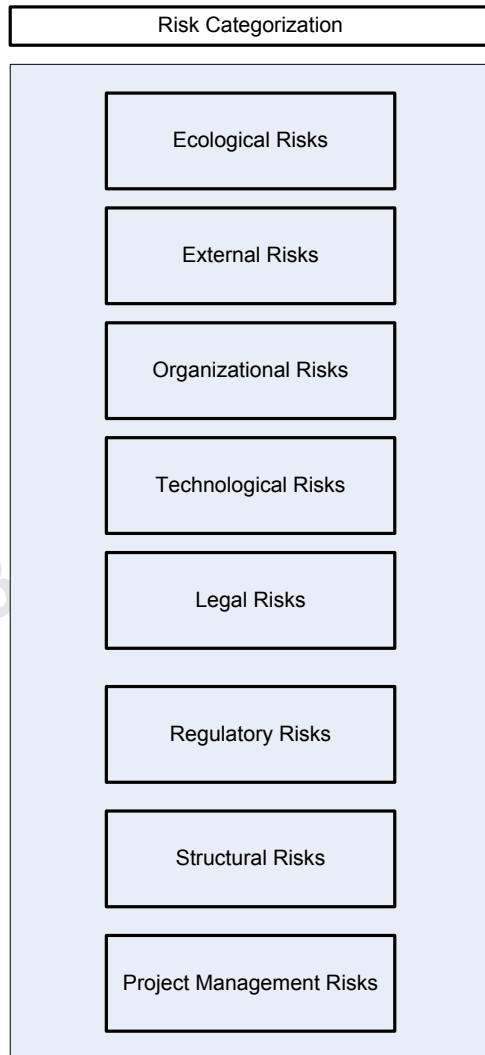 Risk Categorization
Ecological Risks
External Risks
Organizational Risks
Technological Risks
Legal Risks
Regulatory Risks
Structural Risks
Project Management Risks